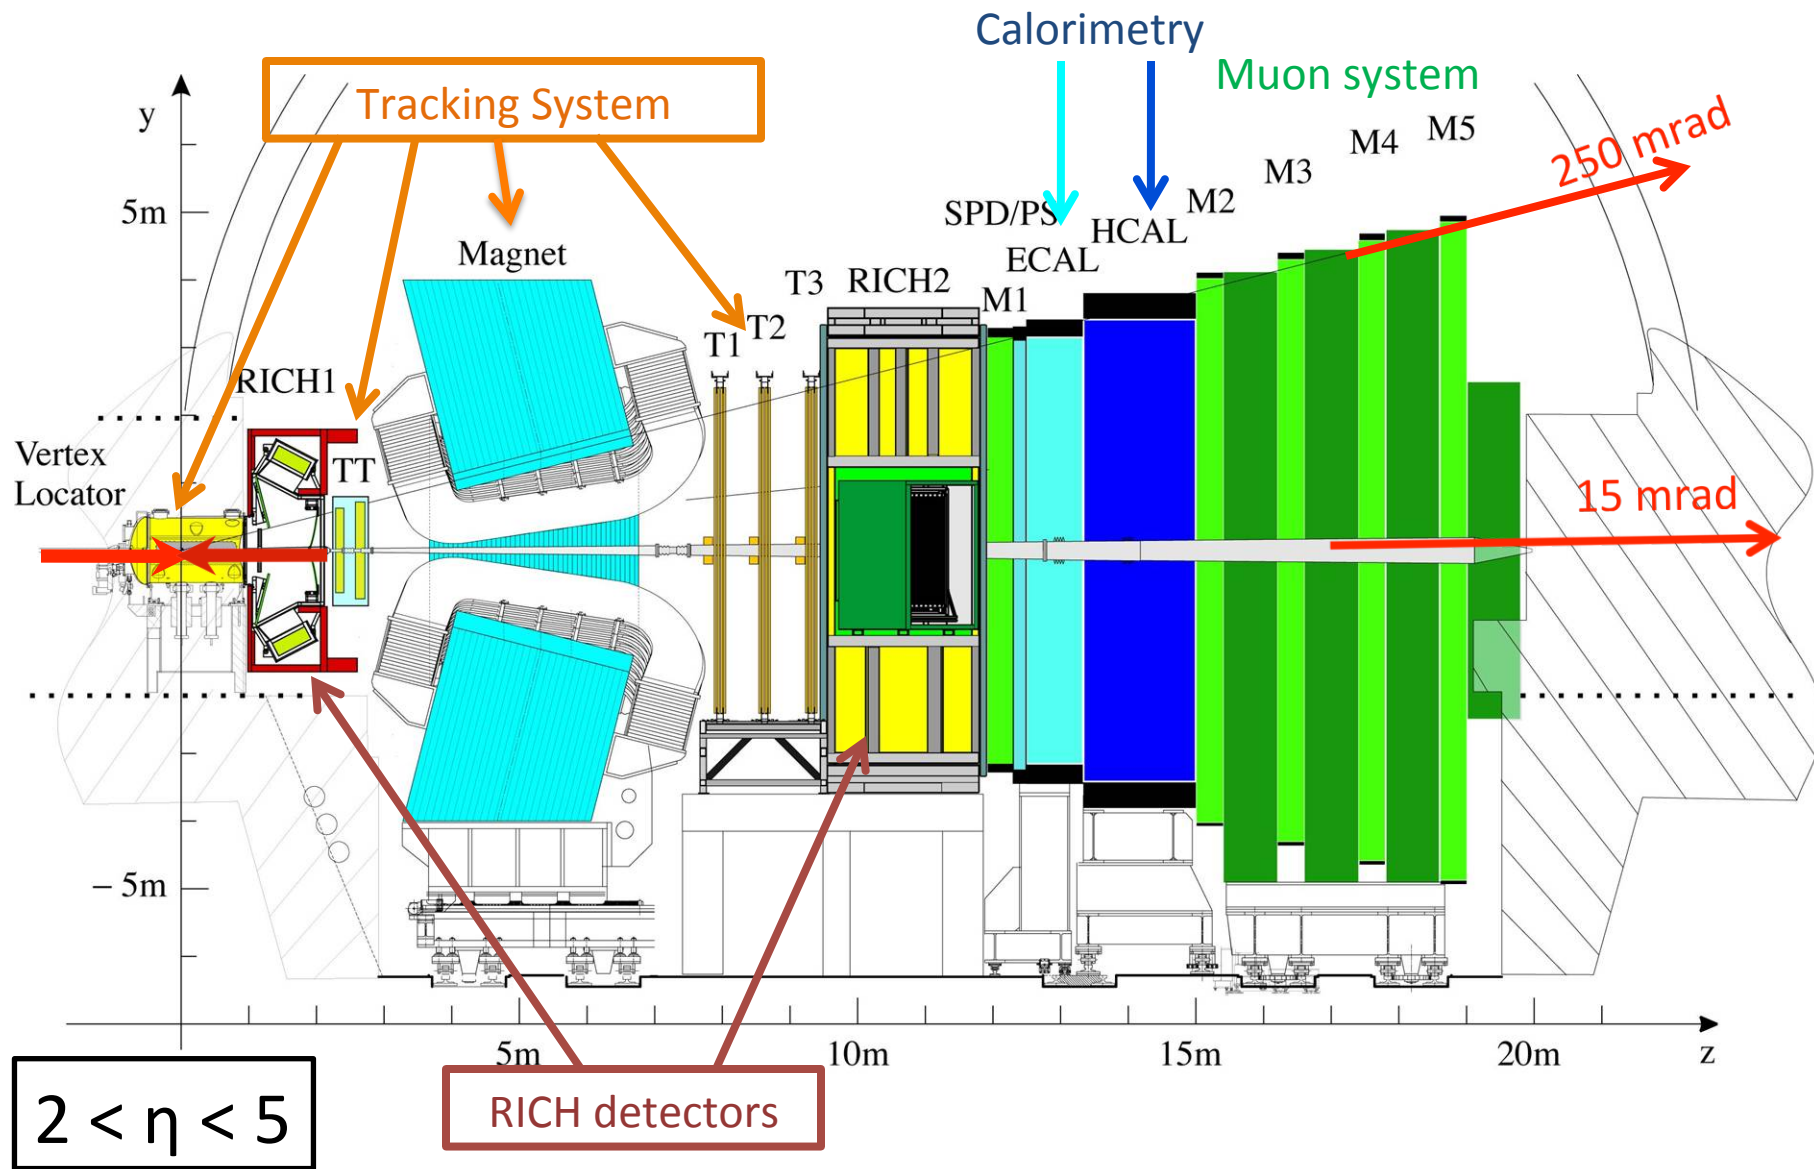 Calorimetry
Tracking System
Muon system
y
M5
M4
250 mrad
M3
M2
5m
SPD/PS
HCAL
Magnet
ECAL
T3
RICH2
M1
T2
T1
RICH1
Vertex
Locator
TT
15 mrad
− 5m
5m
10m
15m
20m
z
2 < η < 5
RICH detectors